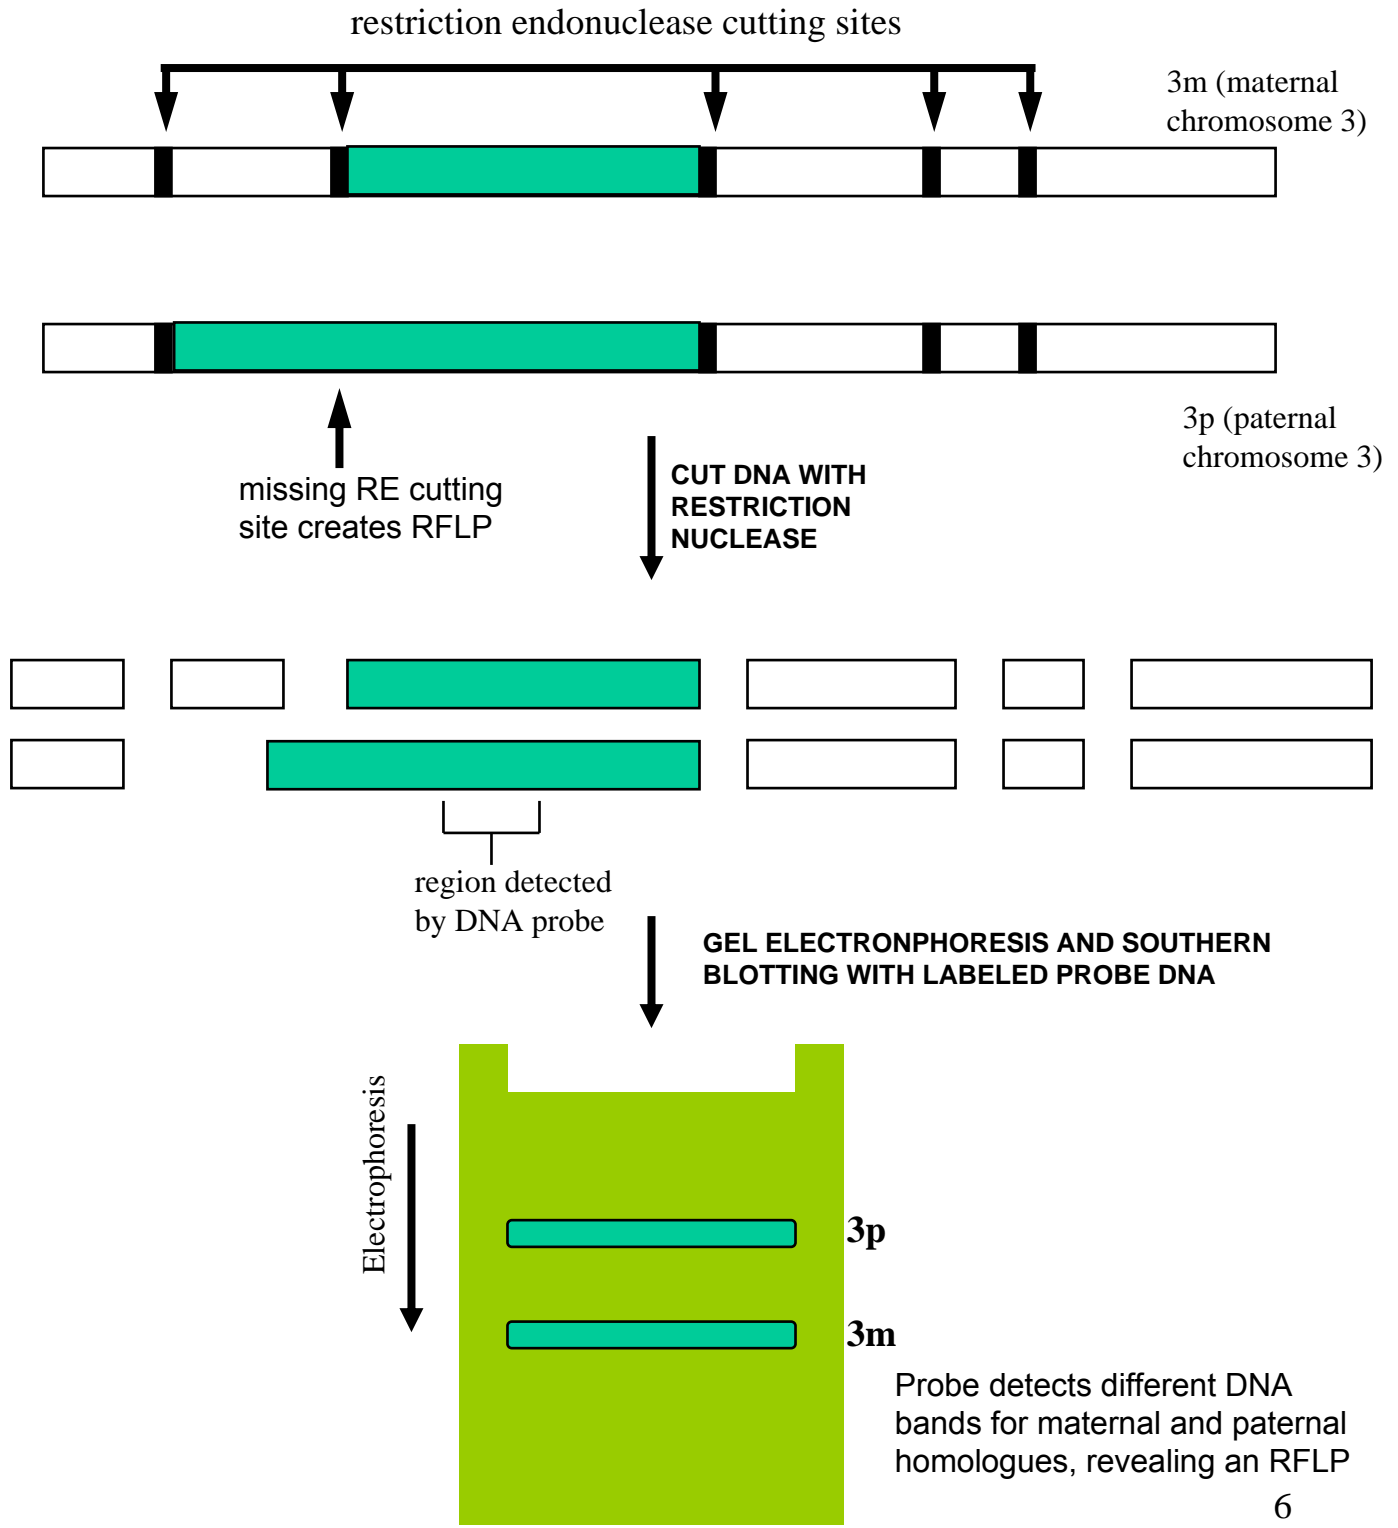 restriction endonuclease cutting sites
3m (maternal
chromosome 3)
3p (paternal
chromosome 3)
missing RE cutting
site creates RFLP
CUT DNA WITH
RESTRICTION
NUCLEASE
region detected
by DNA probe
GEL ELECTRONPHORESIS AND SOUTHERN
BLOTTING WITH LABELED PROBE DNA
Electrophoresis
3p
3m
Probe detects different DNA
bands for maternal and paternal
homologues, revealing an RFLP
6